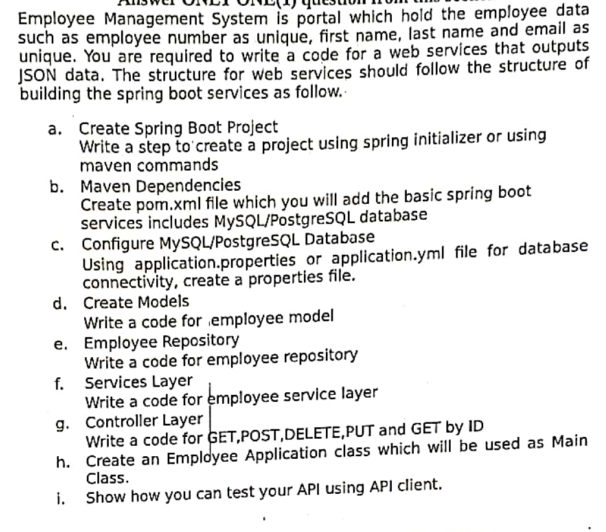 Answer ONLY ONE(1) question from this
Employee Management System is portal which hold the employee data
such as employee number as unique, first name, last name and email as
unique. You are required to write a code for a web services that outputs
JSON data. The structure for web services should follow the structure of
building the spring boot services as follow.
a. Create Spring Boot Project
Write a step to create a project using spring initializer or using
maven commands
b. Maven Dependencies
Create pom.xml file which you will add the basic spring boot
services includes MySQL/PostgreSQL database
c. Configure MySQL/PostgreSQL Database
Using application.properties or application.yml file for database
connectivity, create a properties file.
d. Create Models
Write a code for employee model
e. Employee Repository
Write a code for employee repository
f. Services Layer
Write a code for employee service layer
g. Controller Layer
Write a code for GET,POST,DELETE,PUT and GET by ID
h. Create an Employee Application class which will be used as Main
Class.
i. Show how you can test your API using API client.